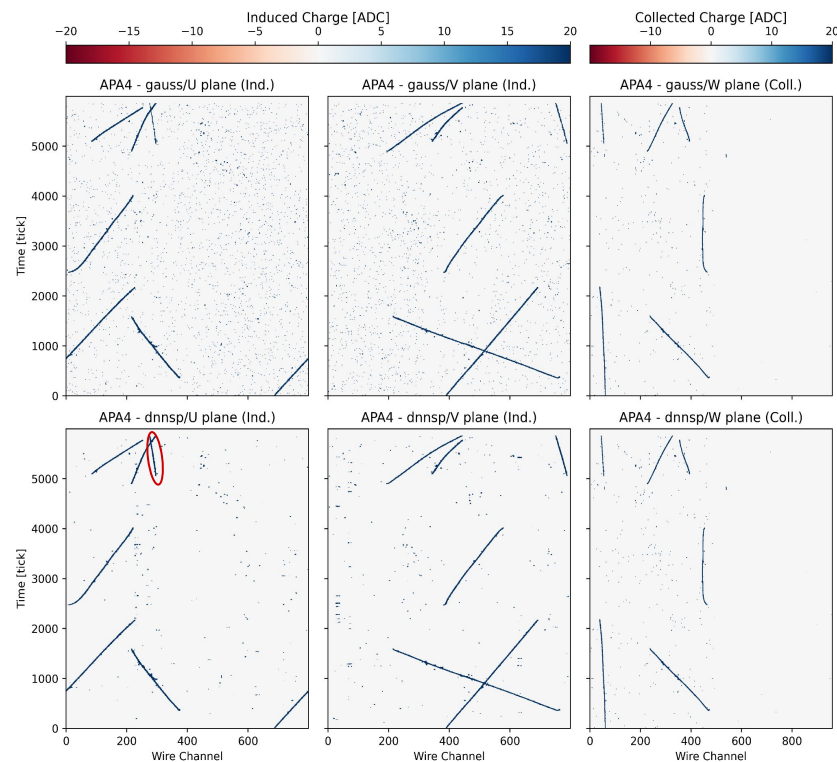 Induced Charge [ADC]
Collected Charge [ADC]
−20 −15 −10 −5 0 5 10 15 20
−10 0 10 20
APA4 - gauss/U plane (Ind.)
APA4 - gauss/V plane (Ind.)
APA4 - gauss/W plane (Coll.)
Time [tick]
5000
4000
3000
2000
1000
0
APA4 - dnnsp/U plane (Ind.)
APA4 - dnnsp/V plane (Ind.)
APA4 - dnnsp/W plane (Coll.)
Time [tick]
5000
4000
3000
2000
1000
0
0 200 400 600
0 200 400 600
0 200 400 600 800
Wire Channel
Wire Channel
Wire Channel